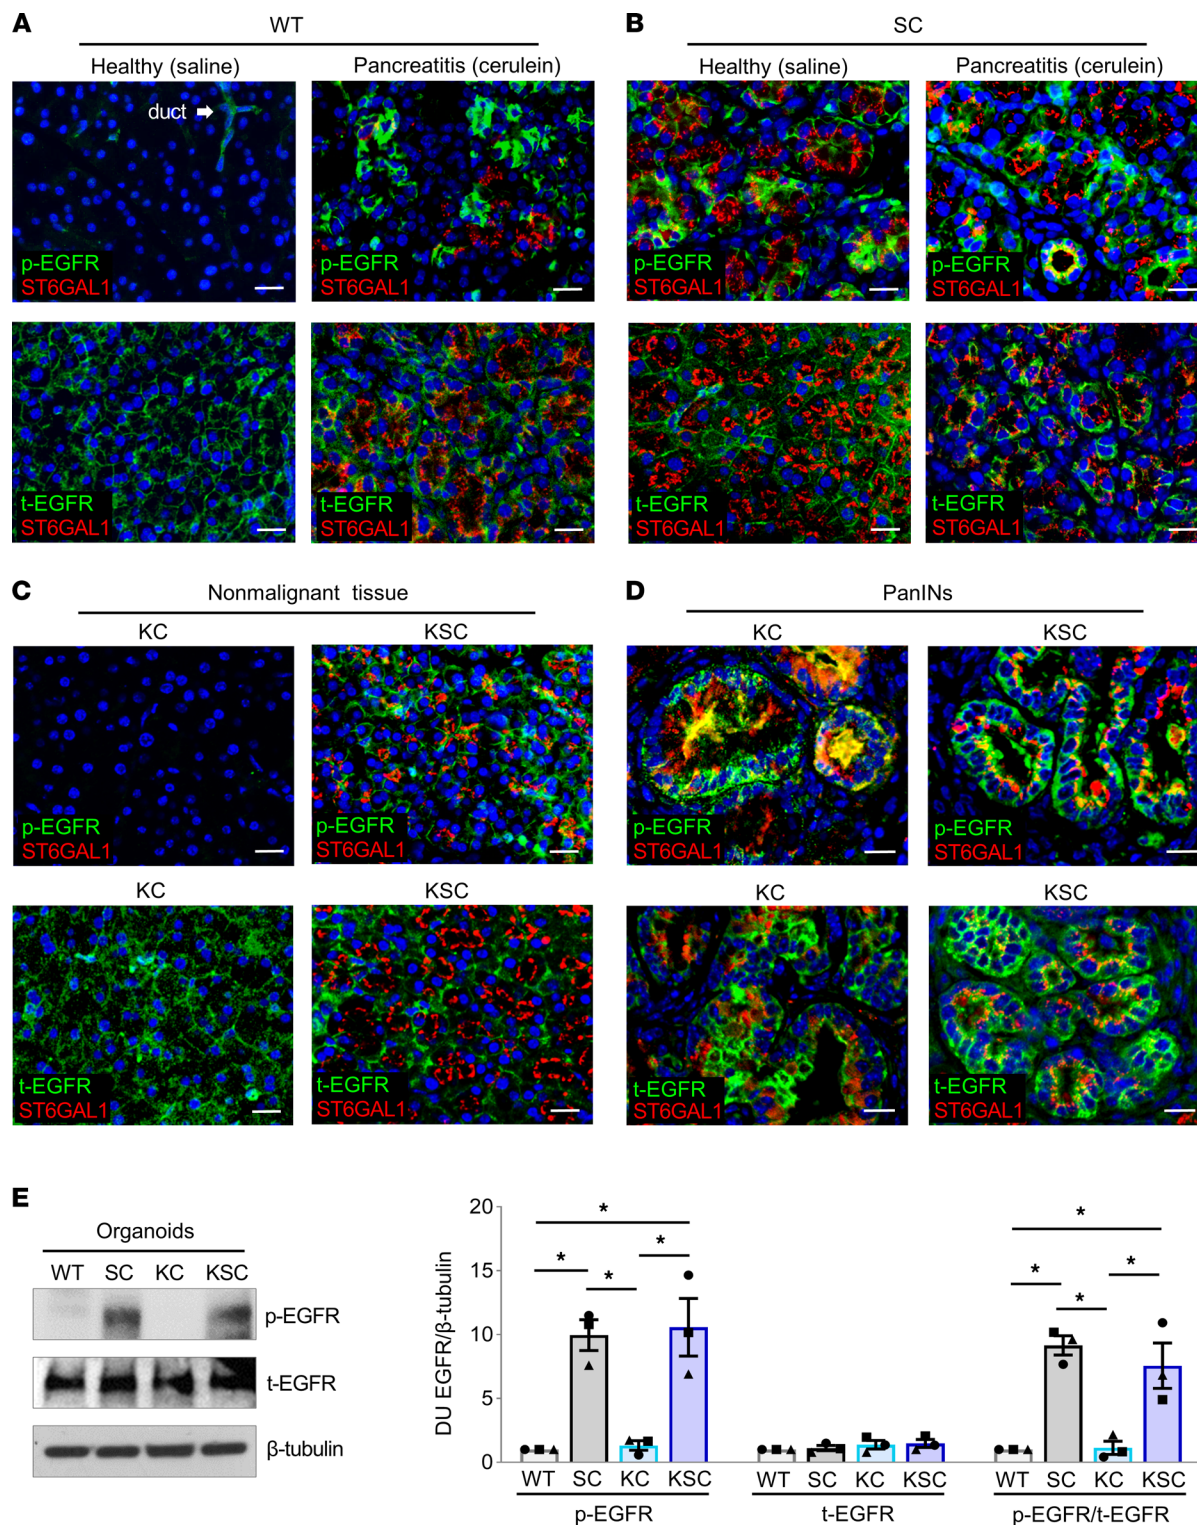 A
WT
Healthy (saline)
Pancreatitis (cerulein)
duct
p-EGFR
ST6GAL1
p-EGFR
ST6GAL1
t-EGFR
ST6GAL1
t-EGFR
ST6GAL1
B
SC
Healthy (saline)
Pancreatitis (cerulein)
p-EGFR
ST6GAL1
p-EGFR
ST6GAL1
t-EGFR
ST6GAL1
t-EGFR
ST6GAL1
C
Nonmalignant tissue
KC
KSC
p-EGFR
ST6GAL1
p-EGFR
ST6GAL1
KC
KSC
t-EGFR
ST6GAL1
t-EGFR
ST6GAL1
D
PanINs
KC
KSC
p-EGFR
ST6GAL1
p-EGFR
ST6GAL1
KC
KSC
t-EGFR
ST6GAL1
t-EGFR
ST6GAL1
E
Organoids
WT SC KC KSC
p-EGFR
t-EGFR
β-tubulin
DU EGFR/β-tubulin
20
15
10
5
0
* * * *
* * * *
WT SC KC KSC
p-EGFR
WT SC KC KSC
t-EGFR
WT SC KC KSC
p-EGFR/t-EGFR